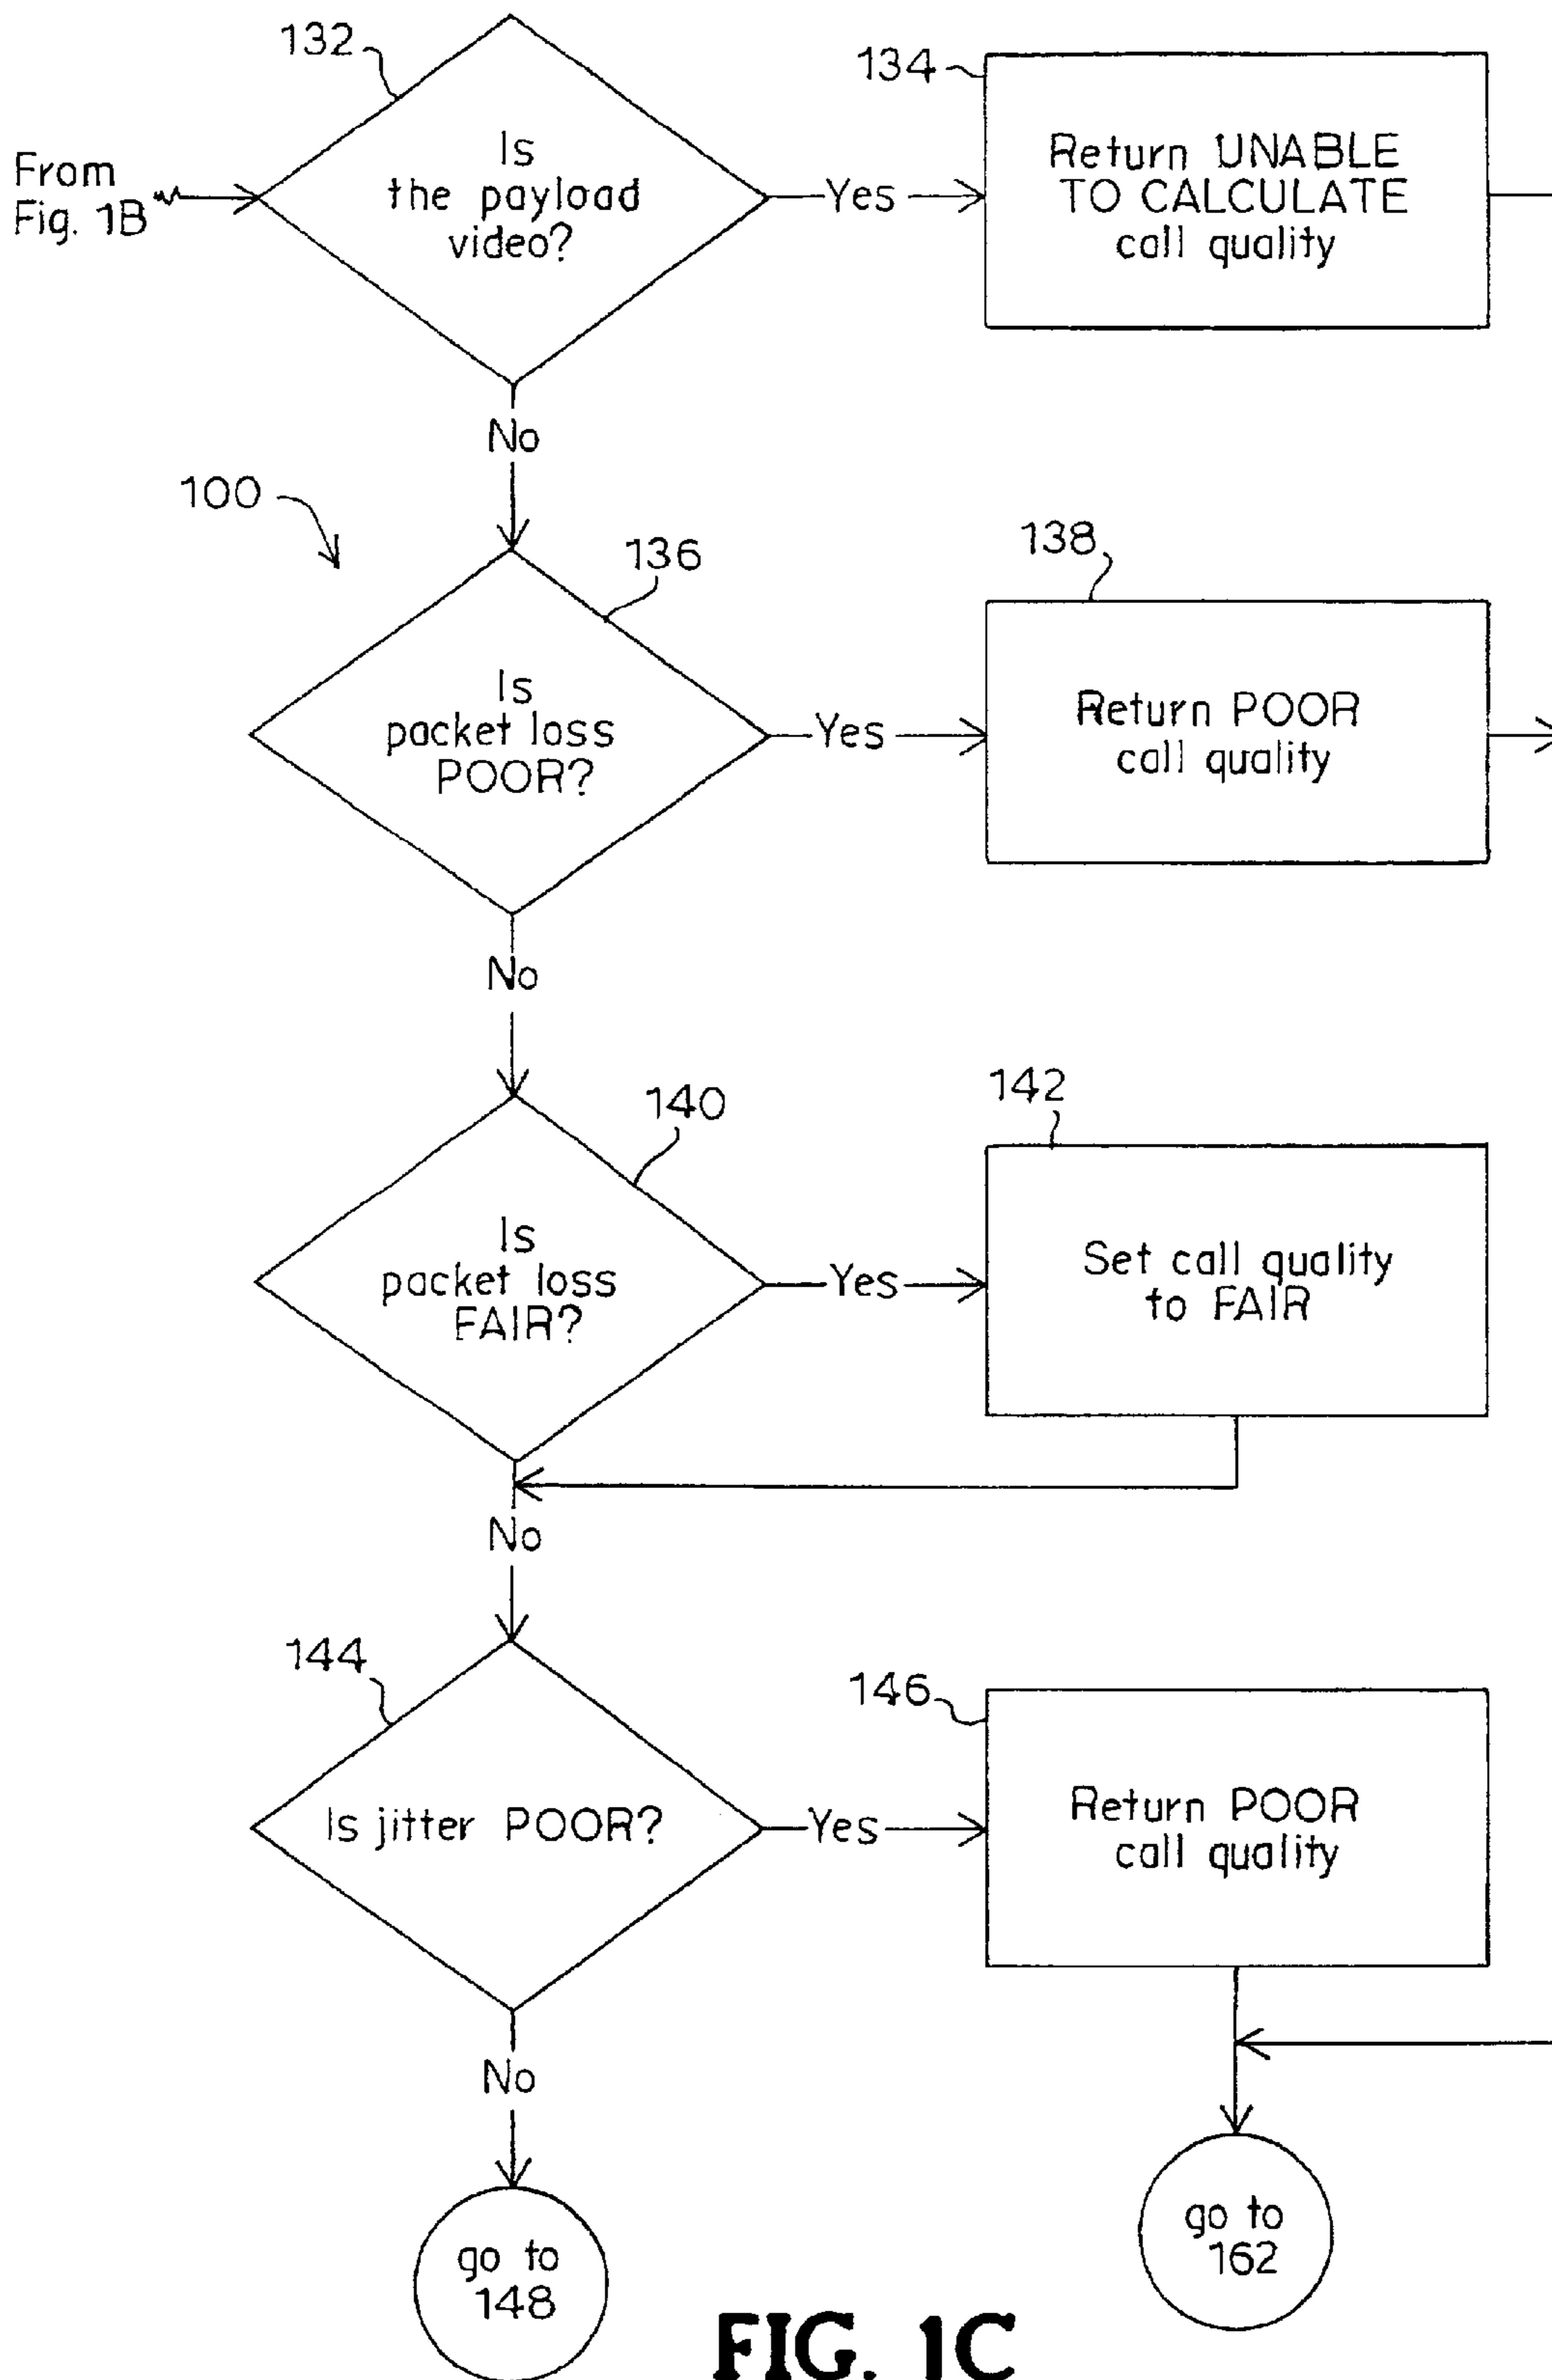 132
134
Is
the payload
video?
From
Fig. 1B
Yes
Return UNABLE
TO CALCULATE
call quality
No
100
136
138
Is
packet loss
POOR?
Yes
Return POOR
call quality
No
140
142
Is
packet loss
FAIR?
Yes
Set call quality
to FAIR
No
144
146
Is jitter POOR?
Yes
Return POOR
call quality
No
go to
148
go to
162
FIG. 1C